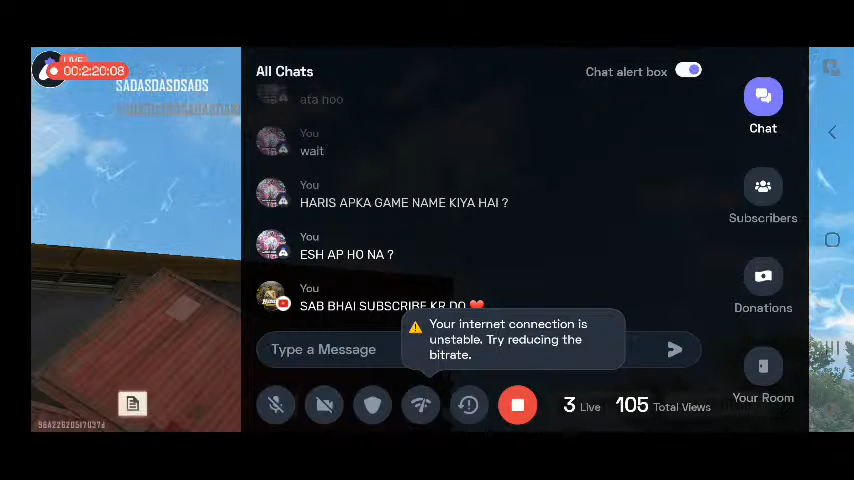 LIVE
00:2:20:08
SADASDASDSADS
All Chats
Chat alert box
ata hoo
You
wait
You
HARIS APKA GAME NAME KIYA HAI ?
You
ESH AP HO NA ?
You
SAB BHAI SUBSCRIBE KR DO ❤️
Your internet connection is
unstable. Try reducing the
bitrate.
Type a Message
3 Live
105 Total Views
Chat
Subscribers
Donations
Your Room